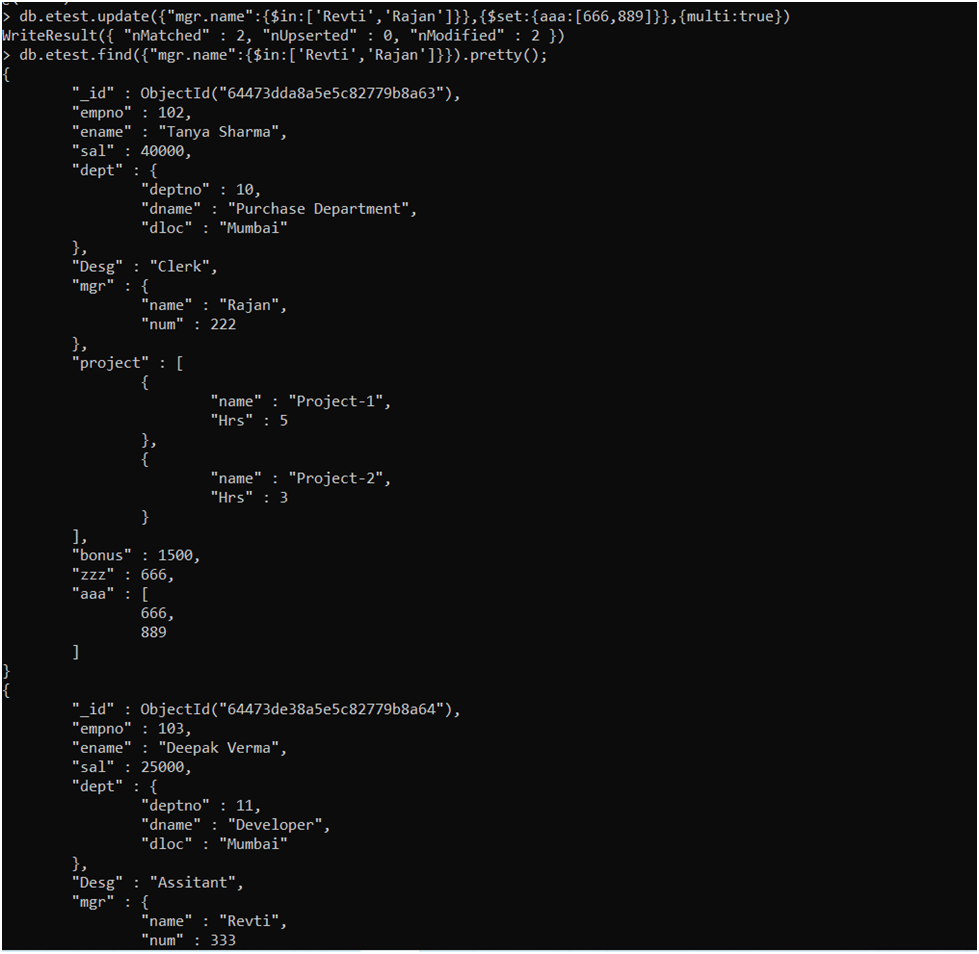 > db.etest.update({"mgr.name":{$in:['Revti','Rajan']}},{$set:{aaa:[666,889]}},{multi:true})
WriteResult({ "nMatched" : 2, "nUpserted" : 0, "nModified" : 2 })
> db.etest.find({"mgr.name":{$in:['Revti','Rajan']}}).pretty();
{
        "_id" : ObjectId("64473dda8a5e5c82779b8a63"),
        "empno" : 102,
        "ename" : "Tanya Sharma",
        "sal" : 40000,
        "dept" : {
                "deptno" : 10,
                "dname" : "Purchase Department",
                "dloc" : "Mumbai"
        },
        "Desg" : "Clerk",
        "mgr" : {
                "name" : "Rajan",
                "num" : 222
        },
        "project" : [
                {
                        "name" : "Project-1",
                        "Hrs" : 5
                },
                {
                        "name" : "Project-2",
                        "Hrs" : 3
                }
        ],
        "bonus" : 1500,
        "zzz" : 666,
        "aaa" : [
                666,
                889
        ]
}
{
        "_id" : ObjectId("64473de38a5e5c82779b8a64"),
        "empno" : 103,
        "ename" : "Deepak Verma",
        "sal" : 25000,
        "dept" : {
                "deptno" : 11,
                "dname" : "Developer",
                "dloc" : "Mumbai"
        },
        "Desg" : "Assitant",
        "mgr" : {
                "name" : "Revti",
                "num" : 333